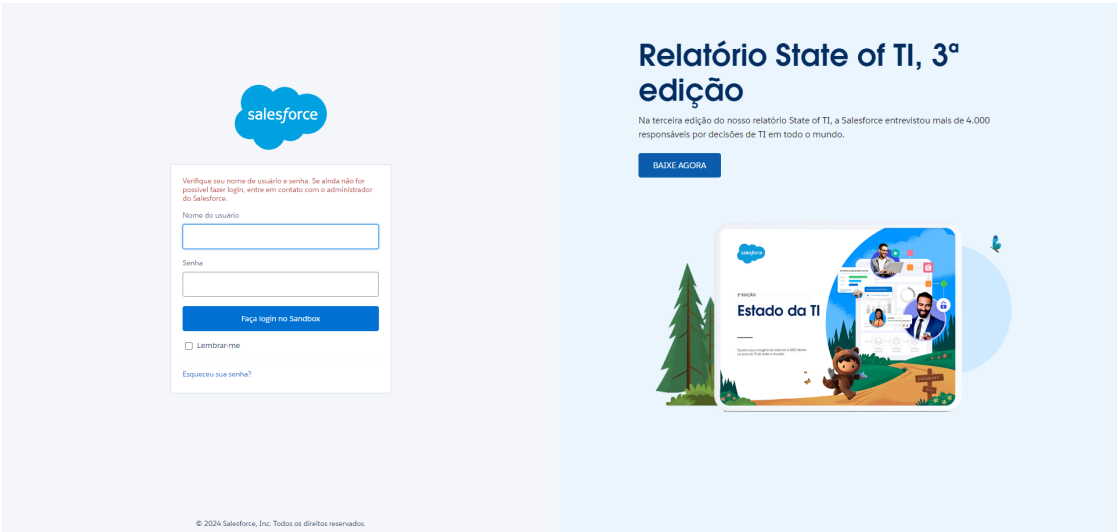 salesforce
Verifique seu nome de usuário e senha. Se ainda não for
possível fazer login, entre em contato com o administrador
do Salesforce.
Nome do usuário
Senha
Faça login no Sandbox
Lembrar-me
Esqueceu sua senha?
© 2024 Salesforce, Inc. Todos os direitos reservados.
Relatório State of TI, 3ª
edição
Na terceira edição do nosso relatório State of TI, a Salesforce entrevistou mais de 4.000
responsáveis por decisões de TI em todo o mundo.
BAIXE AGORA
salesforce
3ª EDIÇÃO
Estado da TI